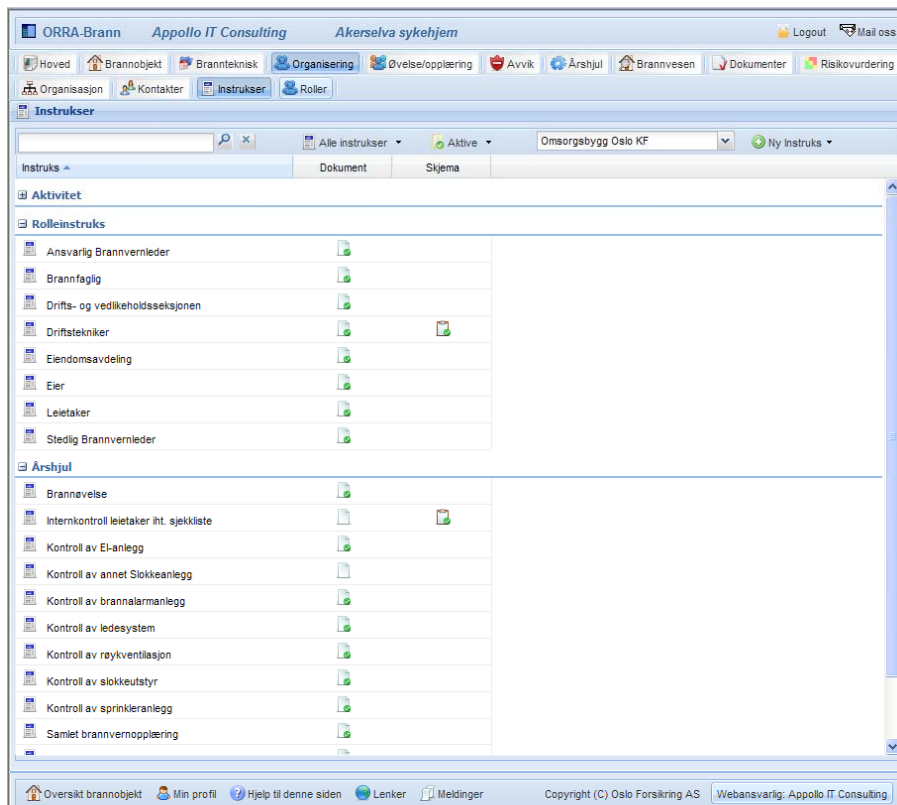 ORRA-Brann Appollo IT Consulting Akerselva sykehjem Logout Mail oss
Hoved Brannobjekt Brannteknisk Organisering Øvelse/opplæring Avvik Årshjul Brannvesen Dokumenter Risikovurdering
Organisasjon Kontakter Instrukser Roller
Instrukser
Alle instrukser Aktive Omsorgsbygg Oslo KF Ny Instruks
Instruks Dokument Skjema
Aktivitet
Rolleinstruks
Ansvarlig Brannvernleder
Brannfaglig
Drifts- og vedlikeholdsseksjonen
Driftstekniker
Eiendomsavdeling
Eier
Leietaker
Stedlig Brannvernleder
Årshjul
Brannøvelse
Internkontroll leietaker iht. sjekkliste
Kontroll av El-anlegg
Kontroll av annet Slokkeanlegg
Kontroll av brannalarmanlegg
Kontroll av ledesystem
Kontroll av røykventilasjon
Kontroll av slokkeutstyr
Kontroll av sprinkleranlegg
Samlet brannvernopplæring
Oversikt brannobjekt Min profil Hjelp til denne siden Lenker Meldinger Copyright (C) Oslo Forsikring AS Webansvarlig: Appollo IT Consulting